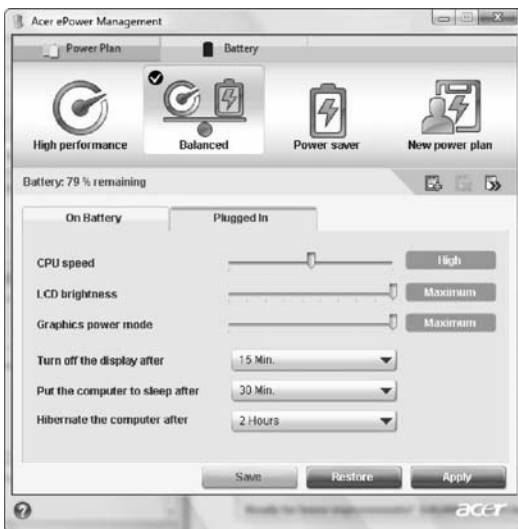 Acer ePower Management
Power Plan
Battery
High performance
Balanced
Power saver
New power plan
Battery: 79 % remaining
On Battery
Plugged In
CPU speed
High
LCD brightness
Maximum
Graphics power mode
Maximum
Turn off the display after
15 Min.
Put the computer to sleep after
30 Min.
Hibernate the computer after
2 Hours
Save
Restore
Apply
?
acer